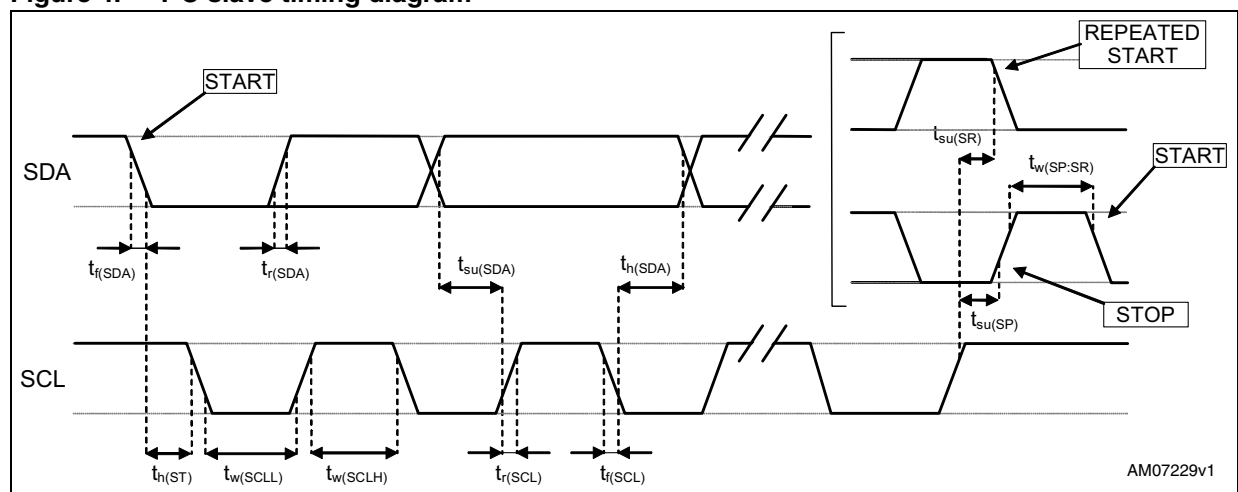 REPEATED
START
START
t_su(SR)
START
SDA
t_w(SP:SR)
t_f(SDA)
t_r(SDA)
t_su(SDA)
t_h(SDA)
t_su(SP)
STOP
SCL
t_h(ST)
t_w(SCLL)
t_w(SCLH)
t_r(SCL)
t_f(SCL)
AM07229v1